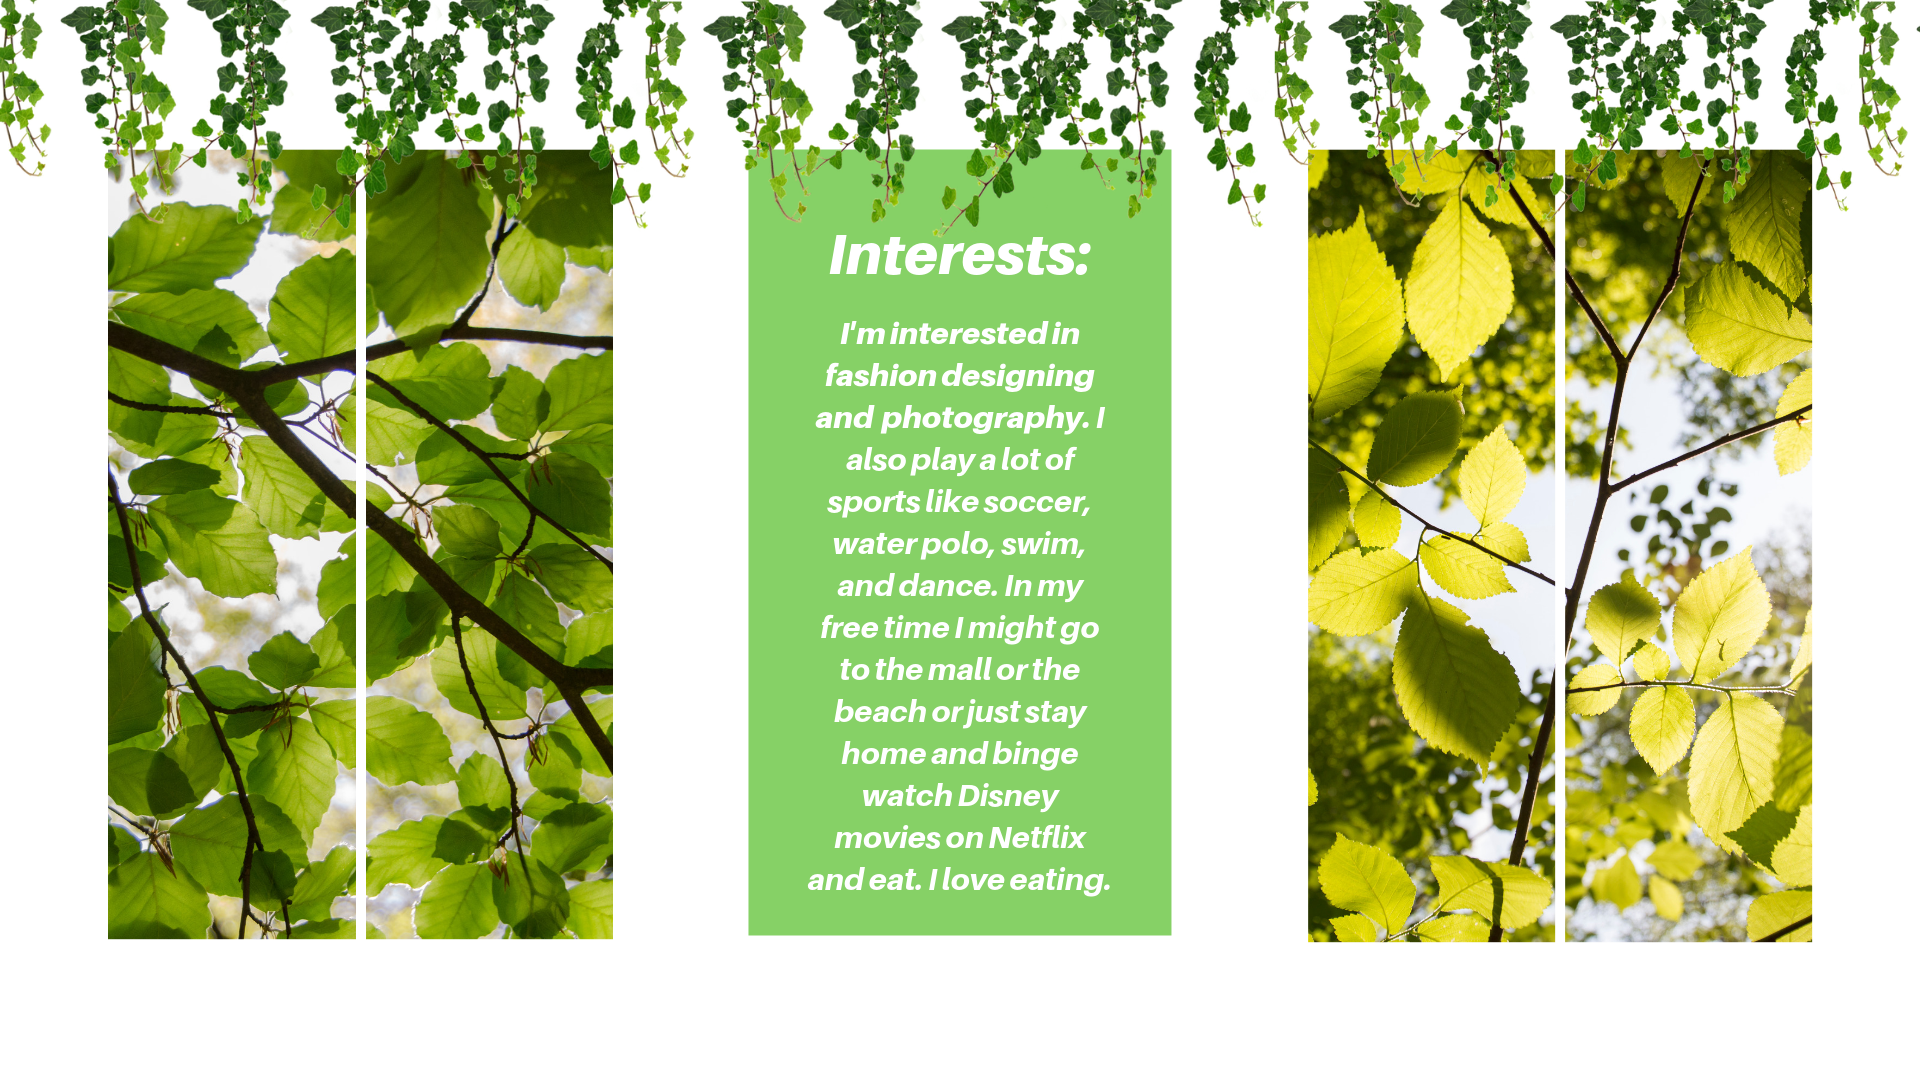 Interests:
I'm interested in
fashion designing
and photography. I
also play a lot of
sports like soccer,
water polo, swim,
and dance. In my
free time I might go
to the mall or the
beach or just stay
home and binge
watch Disney
movies on Netflix
and eat. I love eating.